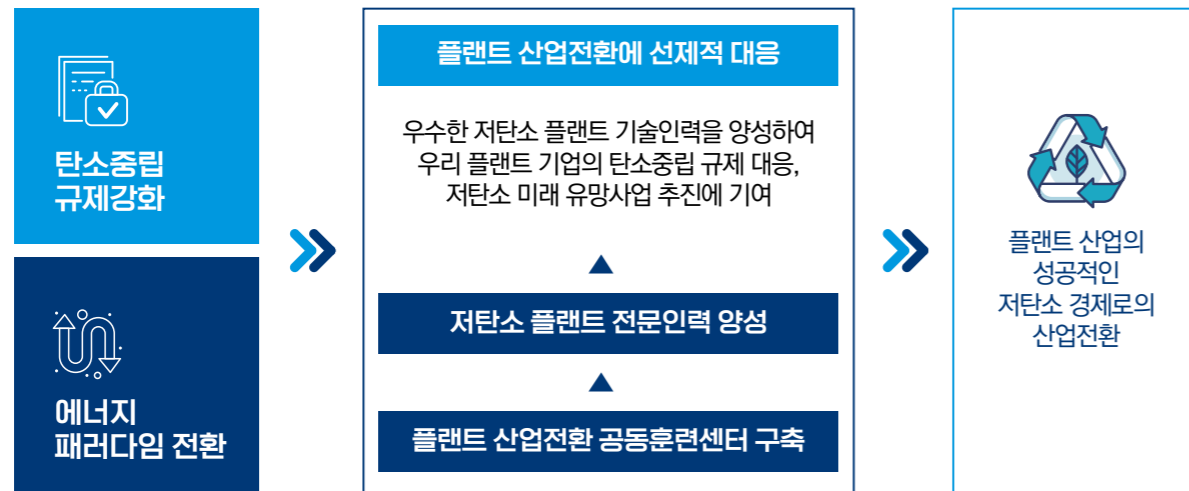 탄소중립
규제강화
에너지
패러다임 전환
플랜트 산업전환에 선제적 대응
우수한 저탄소 플랜트 기술인력을 양성하여
우리 플랜트 기업의 탄소중립 규제 대응,
저탄소 미래 유망사업 추진에 기여
저탄소 플랜트 전문인력 양성
플랜트 산업전환 공동훈련센터 구축
플랜트 산업의
성공적인
저탄소 경제로의
산업전환